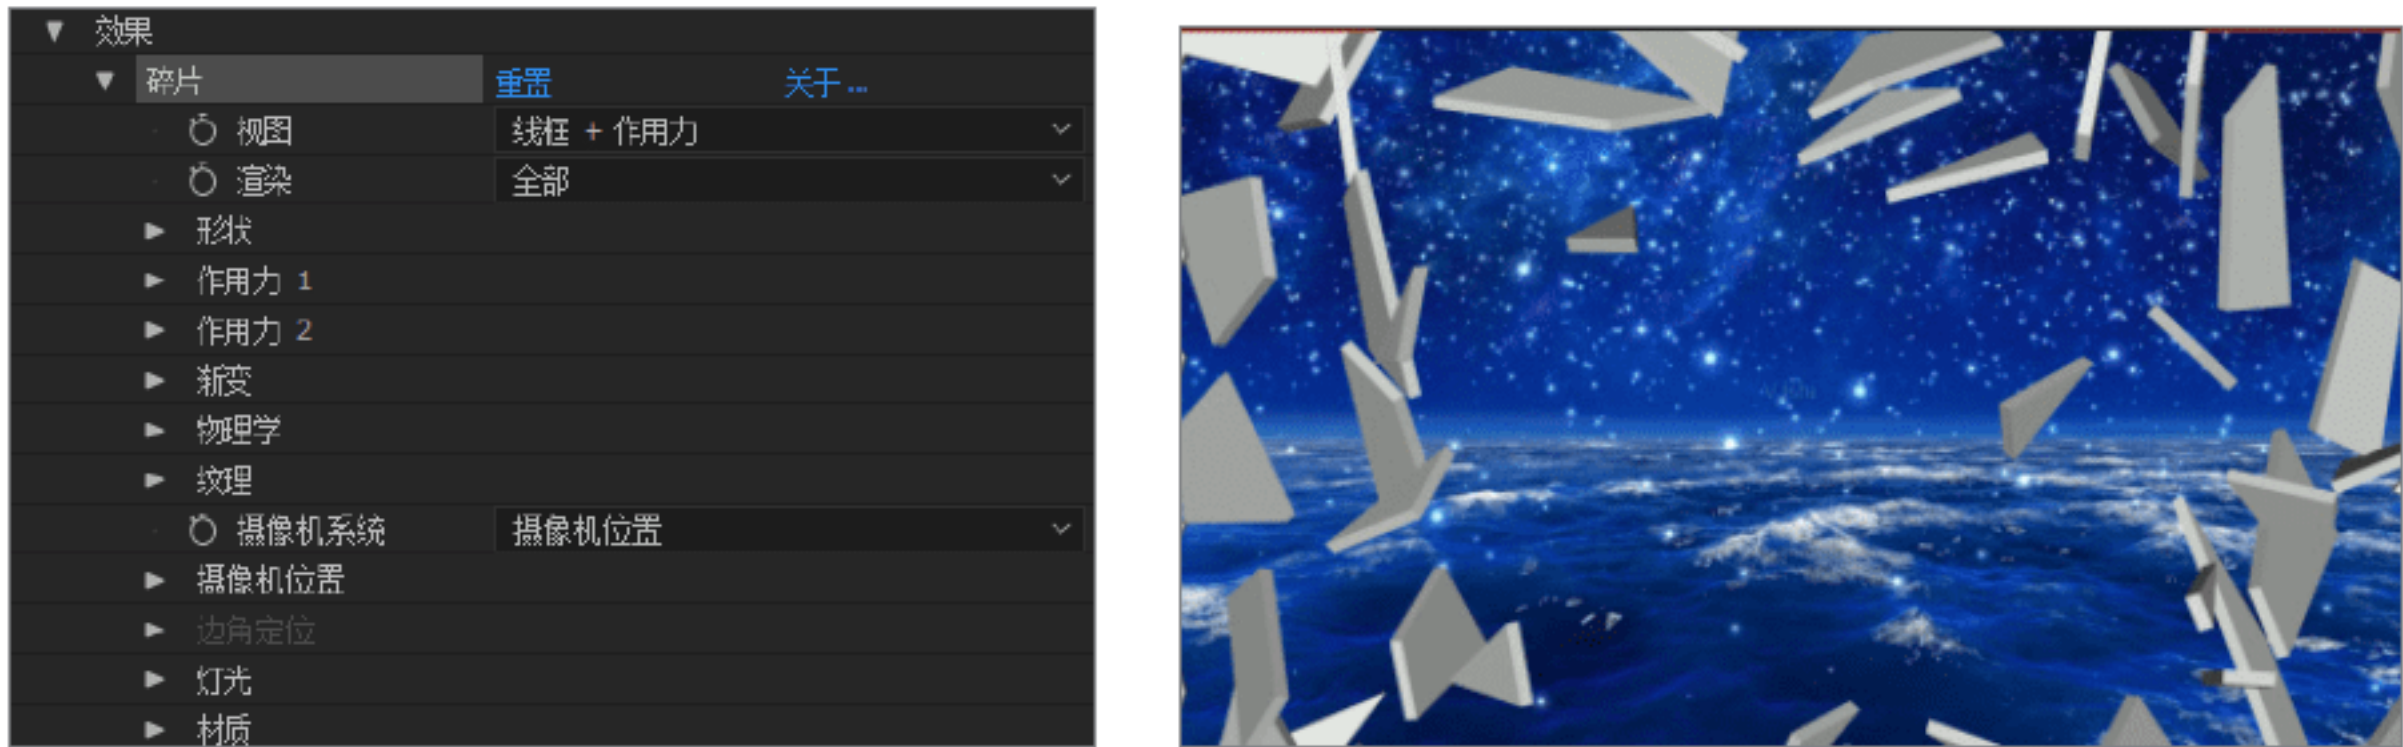 效果
碎片 重置 关于...
视图 线框 + 作用力
渲染 全部
形状
作用力 1
作用力 2
渐变
物理学
纹理
摄像机系统 摄像机位置
摄像机位置
边角定位
灯光
材质